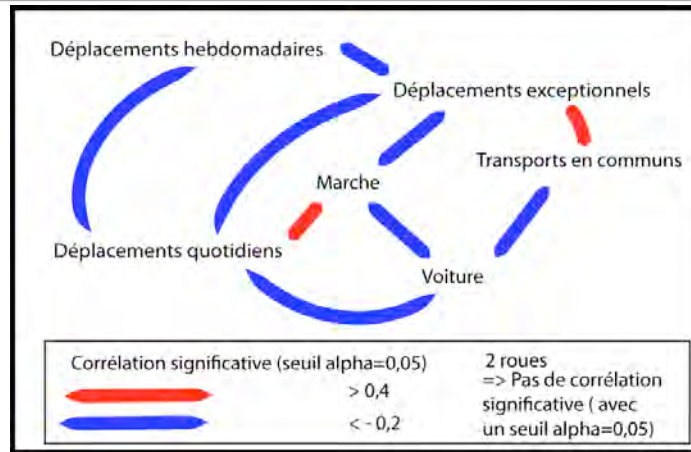 Déplacements hebdomadaires
Déplacements exceptionnels
Transports en communs
Marche
Déplacements quotidiens
Voiture
Corrélation significative (seuil alpha=0,05)
> 0,4
< - 0,2
2 roues
=> Pas de corrélation
significative ( avec
un seuil alpha=0,05)